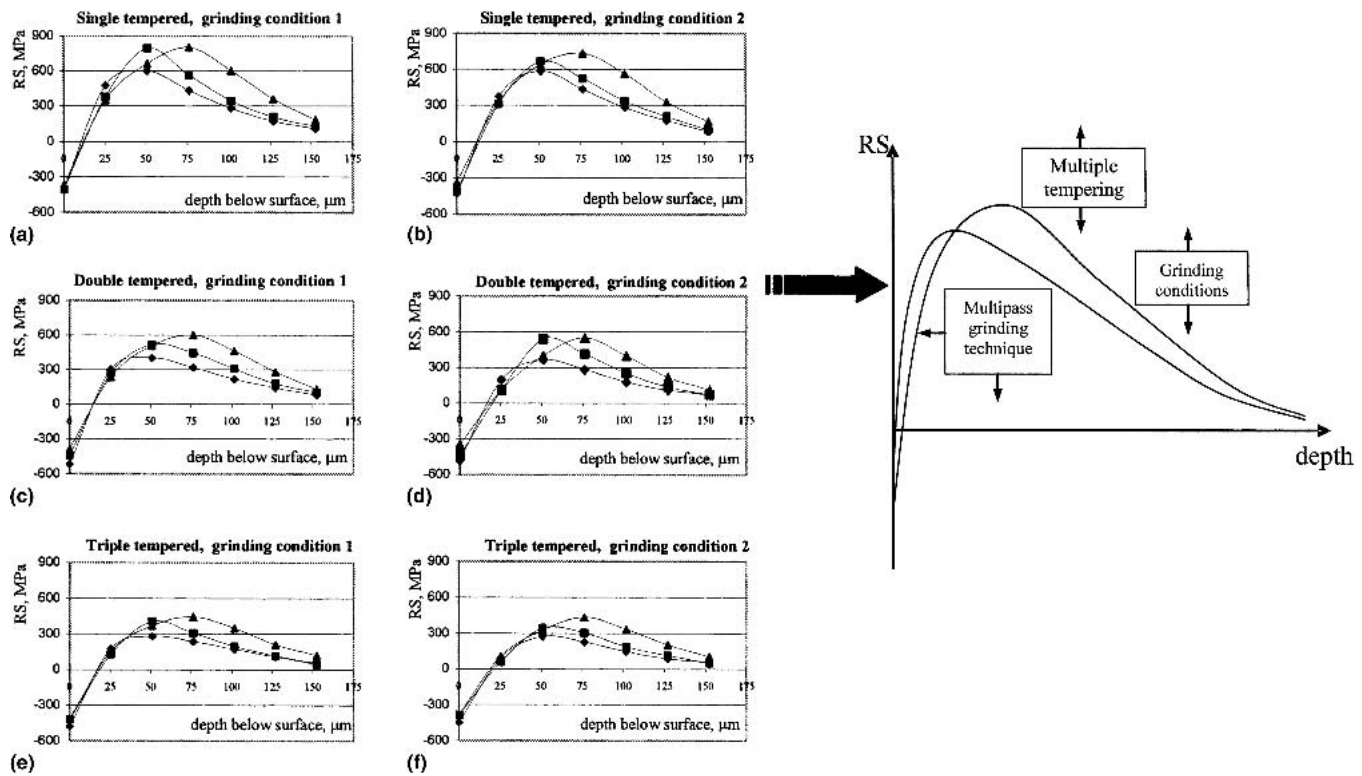 Single tempered, grinding condition 1
RS, MPa
900
600
300
0
-300
-600
0 25 50 75 100 125 150 175
depth below surface, µm
(a)
Single tempered, grinding condition 2
RS, MPa
900
600
300
0
-300
-600
0 25 50 75 100 125 150 175
depth below surface, µm
(b)
Double tempered, grinding condition 1
RS, MPa
900
600
300
0
-300
-600
0 25 50 75 100 125 150 175
depth below surface, µm
(c)
Double tempered, grinding condition 2
RS, MPa
900
600
300
0
-300
-600
0 25 50 75 100 125 150 175
depth below surface, µm
(d)
Triple tempered, grinding condition 1
RS, MPa
900
600
300
0
-300
-600
0 25 50 75 100 125 150 175
depth below surface, µm
(e)
Triple tempered, grinding condition 2
RS, MPa
900
600
300
0
-300
-600
0 25 50 75 100 125 150 175
depth below surface, µm
(f)
RS
Multiple
tempering
Grinding
conditions
Multipass
grinding
technique
depth